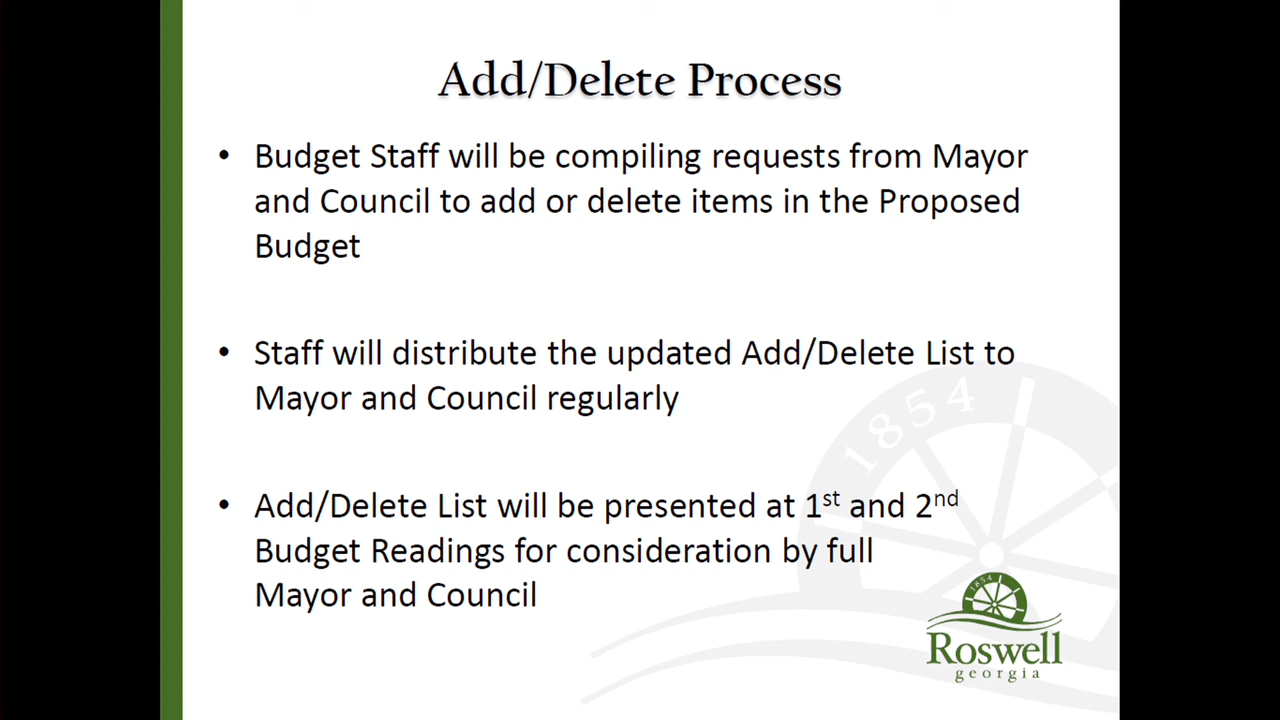 Add/Delete Process
• Budget Staff will be compiling requests from Mayor
and Council to add or delete items in the Proposed
Budget
• Staff will distribute the updated Add/Delete List to
Mayor and Council regularly
• Add/Delete List will be presented at 1st and 2nd
Budget Readings for consideration by full
Mayor and Council
1854
1854
Roswell
georgia